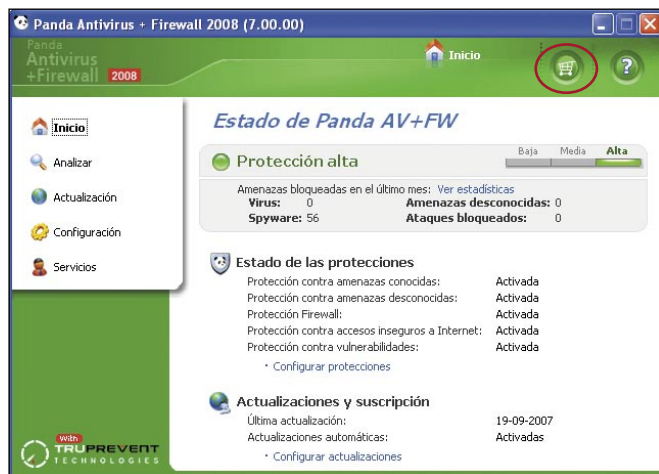 Panda Antivirus + Firewall 2008 (7.00.00)
Panda
Antivirus
+Firewall 2008
Inicio
?
Inicio
Analizar
Actualización
Configuración
Servicios
Estado de Panda AV+FW
Protección alta
Baja Media Alta
Amenazas bloqueadas en el último mes: Ver estadísticas
Virus: 0 Amenazas desconocidas: 0
Spyware: 56 Ataques bloqueados: 0
Estado de las protecciones
Protección contra amenazas conocidas: Activada
Protección contra amenazas desconocidas: Activada
Protección Firewall: Activada
Protección contra accesos inseguros a Internet: Activada
Protección contra vulnerabilidades: Activada
· Configurar protecciones
Actualizaciones y suscripción
Última actualización: 19-09-2007
Actualizaciones automáticas: Activadas
· Configurar actualizaciones
With
TRUPREVENT
TECHNOLOGIES